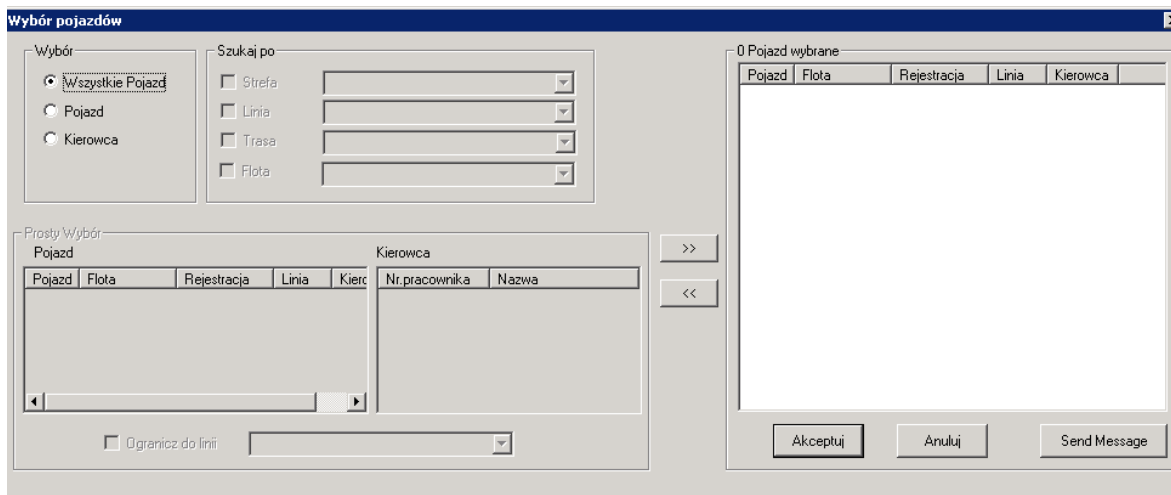 Wybór pojazdów
Wybór
Wszystkie Pojazd
Pojazd
Kierowca
Szukaj po
Strefa
Linia
Trasa
Flota
Prosty Wybór
Pojazd
Pojazd Flota Rejestracja Linia Kierc
Ogranicz do linii
Kierowca
Nr.pracownika Nazwa
>>
<<
0 Pojazd wybrane
Pojazd Flota Rejestracja Linia Kierowca
Akceptuj Anuluj Send Message